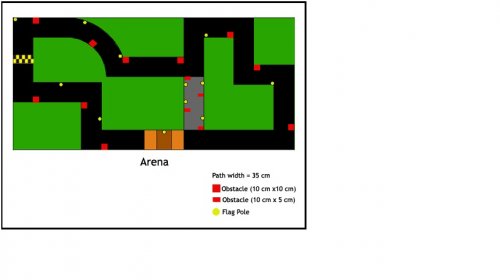 Arena
Path width = 35 cm
Obstacle (10 cm x10 cm)
Obstacle (10 cm x 5 cm)
Flag Pole